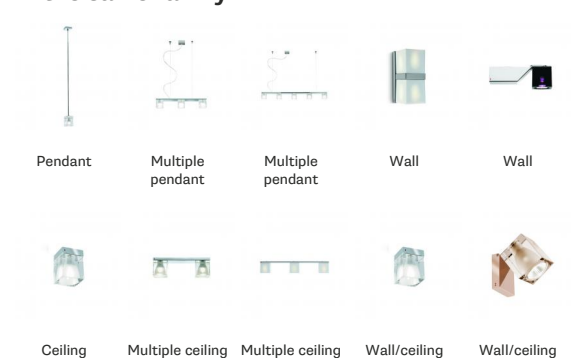 Pendant
Multiple
pendant
Multiple
pendant
Wall
Wall
Ceiling
Multiple ceiling
Multiple ceiling
Wall/ceiling
Wall/ceiling